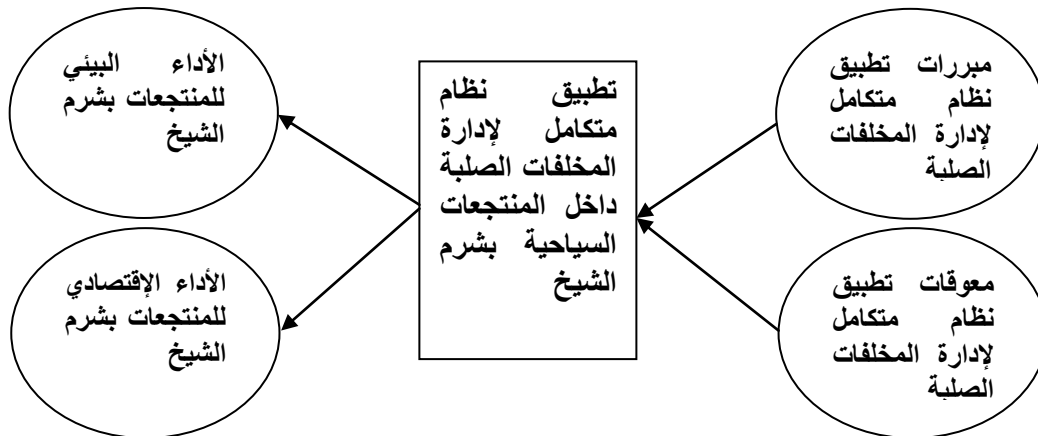 مبررات تطبيق
نظام متكامل
لإدارة المخلفات
الصلبة
معوقات تطبيق
نظام متكامل
لإدارة المخلفات
الصلبة
تطبيق نظام
متكامل لإدارة
المخلفات الصلبة
داخل المنتجعات
السياحية بشرم
الشيخ
الأداء البيئي
للمنتجعات بشرم
الشيخ
الأداء الإقتصادي
للمنتجعات بشرم
الشيخ